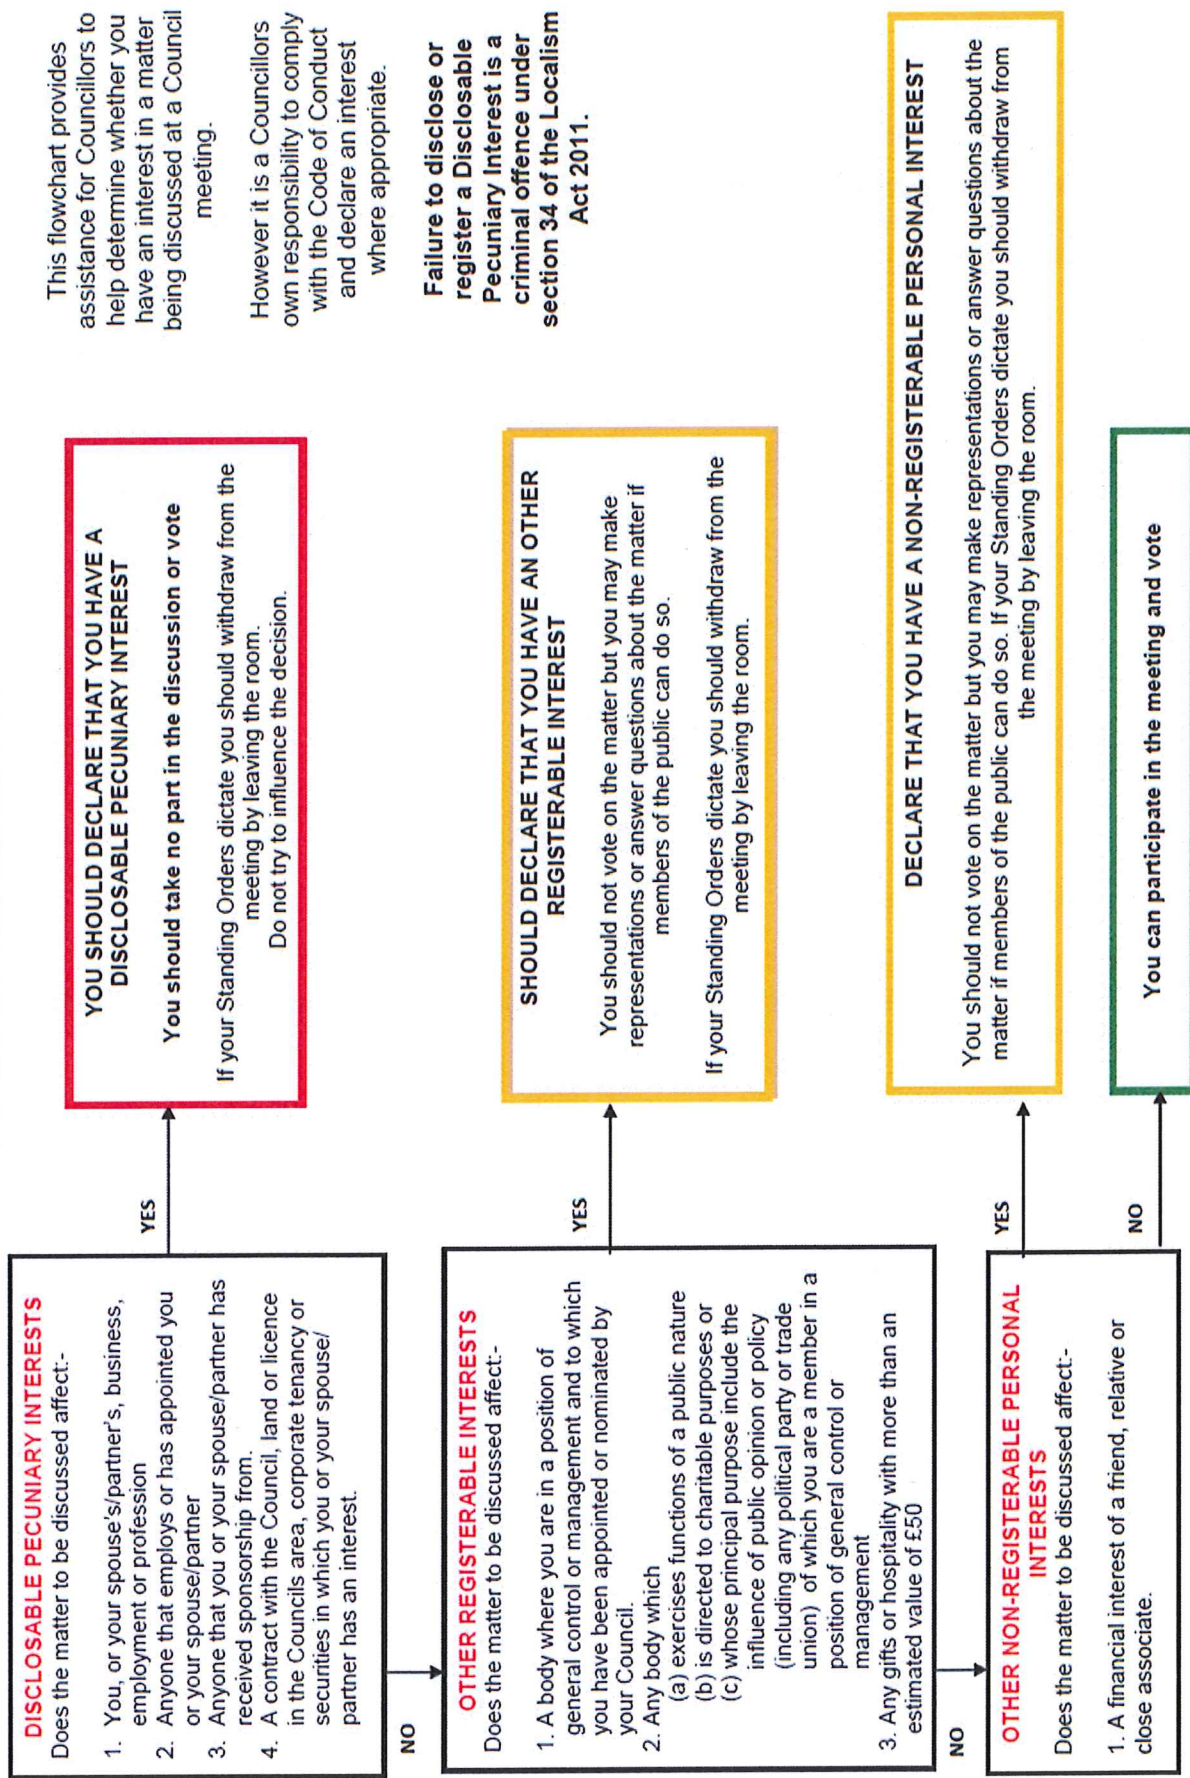 DISCLOSABLE PECUNIARY INTERESTS
Does the matter to be discussed affect:-
1. You, or your spouse's/partner's, business,
employment or profession
2. Anyone that employs or has appointed you
or your spouse/partner
3. Anyone that you or your spouse/partner has
received sponsorship from.
4. A contract with the Council, land or licence
in the Councils area, corporate tenancy or
securities in which you or your spouse/
partner has an interest.
YES
YOU SHOULD DECLARE THAT YOU HAVE A
DISCLOSABLE PECUNIARY INTEREST
You should take no part in the discussion or vote
If your Standing Orders dictate you should withdraw from the
meeting by leaving the room.
Do not try to influence the decision.
This flowchart provides
assistance for Councillors to
help determine whether you
have an interest in a matter
being discussed at a Council
meeting.
However it is a Councillors
own responsibility to comply
with the Code of Conduct
and declare an interest
where appropriate.
Failure to disclose or
register a Disclosable
Pecuniary Interest is a
criminal offence under
section 34 of the Localism
Act 2011.
NO
OTHER REGISTERABLE INTERESTS
Does the matter to be discussed affect:-
1. A body where you are in a position of
general control or management and to which
you have been appointed or nominated by
your Council.
2. Any body which
(a) exercises functions of a public nature
(b) is directed to charitable purposes or
(c) whose principal purpose include the
influence of public opinion or policy
(including any political party or trade
union) of which you are a member in a
position of general control or
management
3. Any gifts or hospitality with more than an
estimated value of £50
YES
SHOULD DECLARE THAT YOU HAVE AN OTHER
REGISTERABLE INTEREST
You should not vote on the matter but you may make
representations or answer questions about the matter if
members of the public can do so.
If your Standing Orders dictate you should withdraw from the
meeting by leaving the room.
NO
OTHER NON-REGISTERABLE PERSONAL
INTERESTS
Does the matter to be discussed affect:-
1. A financial interest of a friend, relative or
close associate.
YES
DECLARE THAT YOU HAVE A NON-REGISTERABLE PERSONAL INTEREST
You should not vote on the matter but you may make representations or answer questions about the
matter if members of the public can do so. If your Standing Orders dictate you should withdraw from
the meeting by leaving the room.
NO
You can participate in the meeting and vote